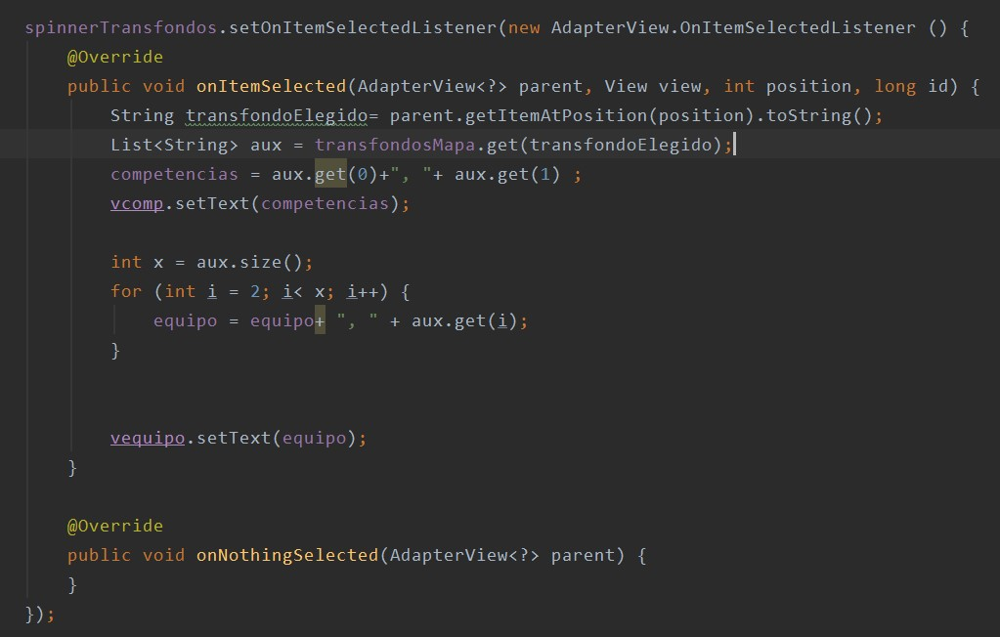 spinnerTransfondos.setOnItemSelectedListener(new AdapterView.OnItemSelectedListener () {
@Override
public void onItemSelected(AdapterView<?> parent, View view, int position, long id) {
String transfondoElegido= parent.getItemAtPosition(position).toString();
List<String> aux = transfondosMapa.get(transfondoElegido);
competencias = aux.get(0)+", "+ aux.get(1) ;
vcomp.setText(competencias);
int x = aux.size();
for (int i = 2; i< x; i++) {
equipo = equipo+ ", " + aux.get(i);
}
vequipo.setText(equipo);
}
@Override
public void onNothingSelected(AdapterView<?> parent) {
}
});